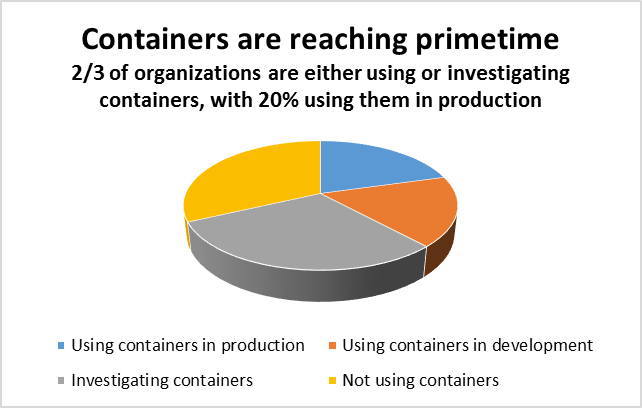 Containers are reaching primetime
2/3 of organizations are either using or investigating
containers, with 20% using them in production
Using containers in production
Using containers in development
Investigating containers
Not using containers